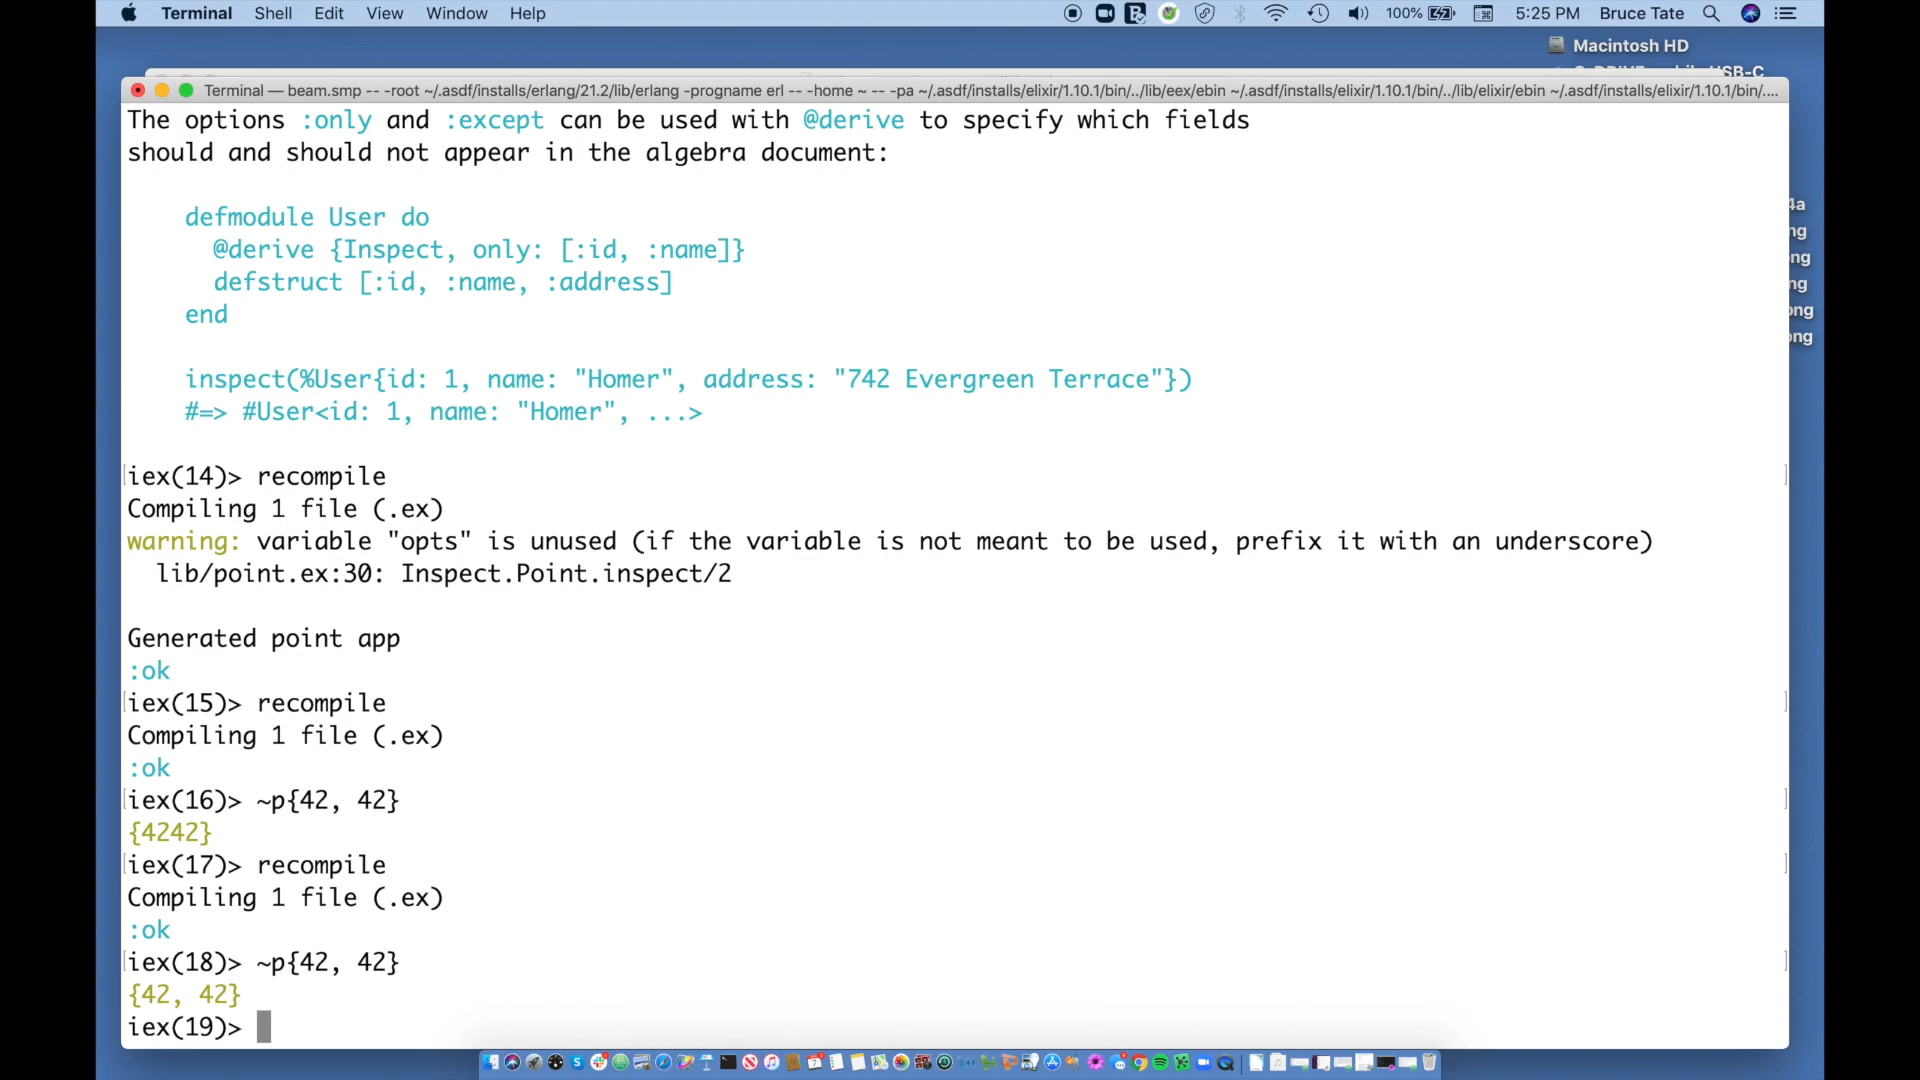 Terminal Shell Edit View Window Help 100% 5:25 PM Bruce Tate
Macintosh HD
Terminal — beam.smp -- -root ~/.asdf/installs/erlang/21.2/lib/erlang -progname erl -- -home ~ -- -pa ~/.asdf/installs/elixir/1.10.1/bin/../lib/eex/ebin ~/.asdf/installs/elixir/1.10.1/bin/../lib/elixir/ebin ~/.asdf/installs/elixir/1.10.1/bin/....
The options :only and :except can be used with @derive to specify which fields
should and should not appear in the algebra document:
defmodule User do
@derive {Inspect, only: [:id, :name]}
defstruct [:id, :name, :address]
end
inspect(%User{id: 1, name: "Homer", address: "742 Evergreen Terrace"})
#=> #User<id: 1, name: "Homer", ...>
iex(14)> recompile
Compiling 1 file (.ex)
warning: variable "opts" is unused (if the variable is not meant to be used, prefix it with an underscore)
lib/point.ex:30: Inspect.Point.inspect/2
Generated point app
:ok
iex(15)> recompile
Compiling 1 file (.ex)
:ok
iex(16)> ~p{42, 42}
{4242}
iex(17)> recompile
Compiling 1 file (.ex)
:ok
iex(18)> ~p{42, 42}
{42, 42}
iex(19)>